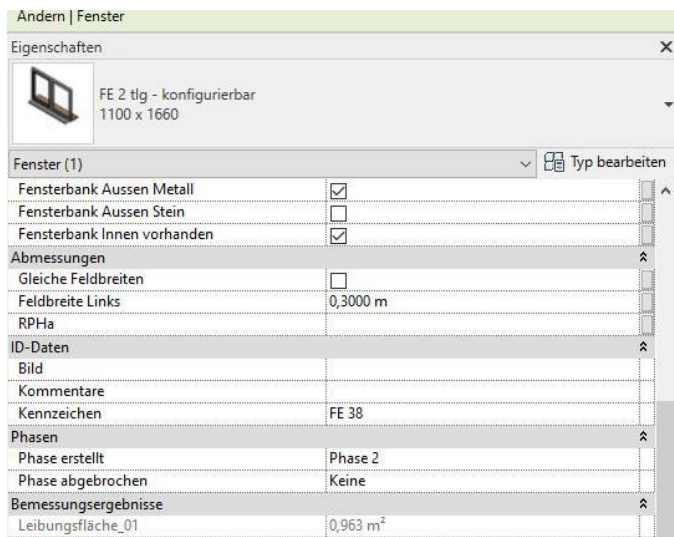 Ändern | Fenster
Eigenschaften
FE 2 tlg - konfigurierbar
1100 x 1660
Fenster (1)
Typ bearbeiten
Fensterbank Aussen Metall
Fensterbank Aussen Stein
Fensterbank Innen vorhanden
Abmessungen
Gleiche Feldbreiten
Feldbreite Links 0,3000 m
RPHa
ID-Daten
Bild
Kommentare
Kennzeichen FE 38
Phasen
Phase erstellt Phase 2
Phase abgebrochen Keine
Bemessungsergebnisse
Leibungsfläche_01 0,963 m²